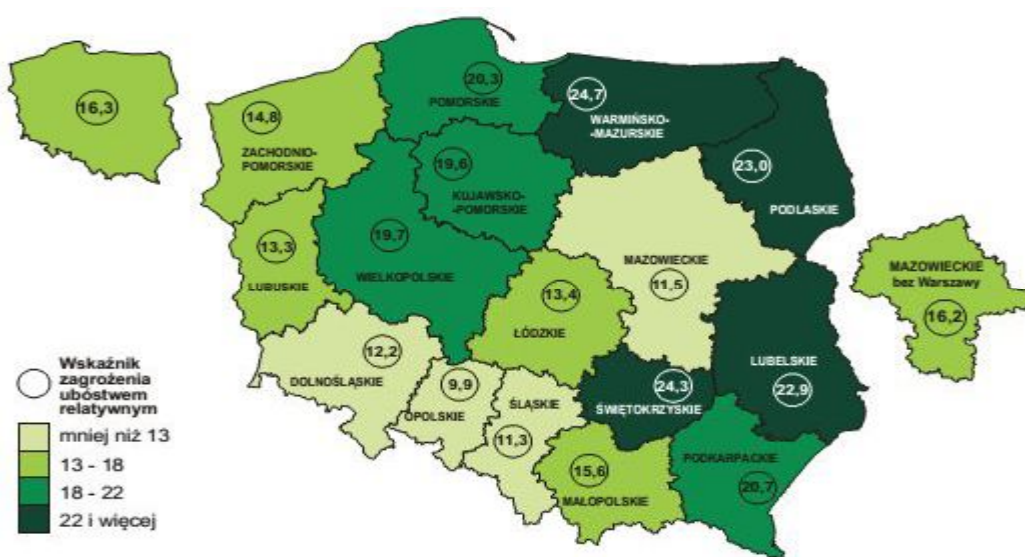 16,3
20,3
POMORSKIE
24,7
WARMIŃSKO-
MAZURSKIE
14,8
ZACHODNIO-
POMORSKIE
19,6
KUJAWSKO-
-POMORSKIE
23,0
PODLASKIE
13,3
LUBUSKIE
19,7
WIELKOPOLSKIE
MAZOWIECKIE
11,5
MAZOWIECKIE
bez Warszawy
16,2
13,4
ŁÓDZKIE
12,2
DOLNOŚLĄSKIE
9,9
OPOLSKIE
ŚLĄSKIE
11,3
24,3
ŚWIĘTOKRZYSKIE
LUBELSKIE
22,9
15,6
MAŁOPOLSKIE
PODKARPACKIE
20,7
Wskaźnik
zagrożenia
ubóstwem
relatywnym
mniej niż 13
13 - 18
18 - 22
22 i więcej